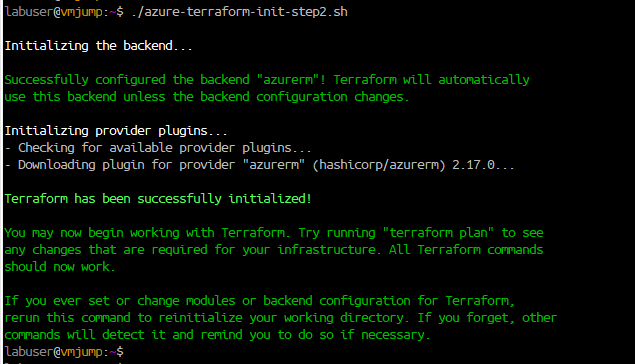 labuser@vmjump:~$ ./azure-terraform-init-step2.sh
Initializing the backend...
Successfully configured the backend "azurerm"! Terraform will automatically
use this backend unless the backend configuration changes.
Initializing provider plugins...
- Checking for available provider plugins...
- Downloading plugin for provider "azurerm" (hashicorp/azurerm) 2.17.0...
Terraform has been successfully initialized!
You may now begin working with Terraform. Try running "terraform plan" to see
any changes that are required for your infrastructure. All Terraform commands
should now work.
If you ever set or change modules or backend configuration for Terraform,
rerun this command to reinitialize your working directory. If you forget, other
commands will detect it and remind you to do so if necessary.
labuser@vmjump:~$